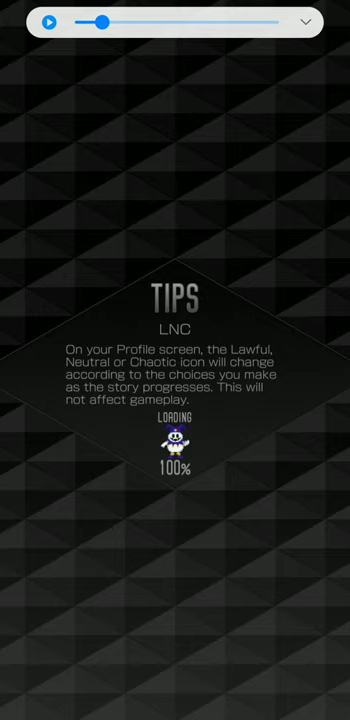 TIPS
LNC
On your Profile screen, the Lawful,
Neutral or Chaotic icon will change
according to the choices you make
as the story progresses. This will
not affect gameplay.
LOADING
100%